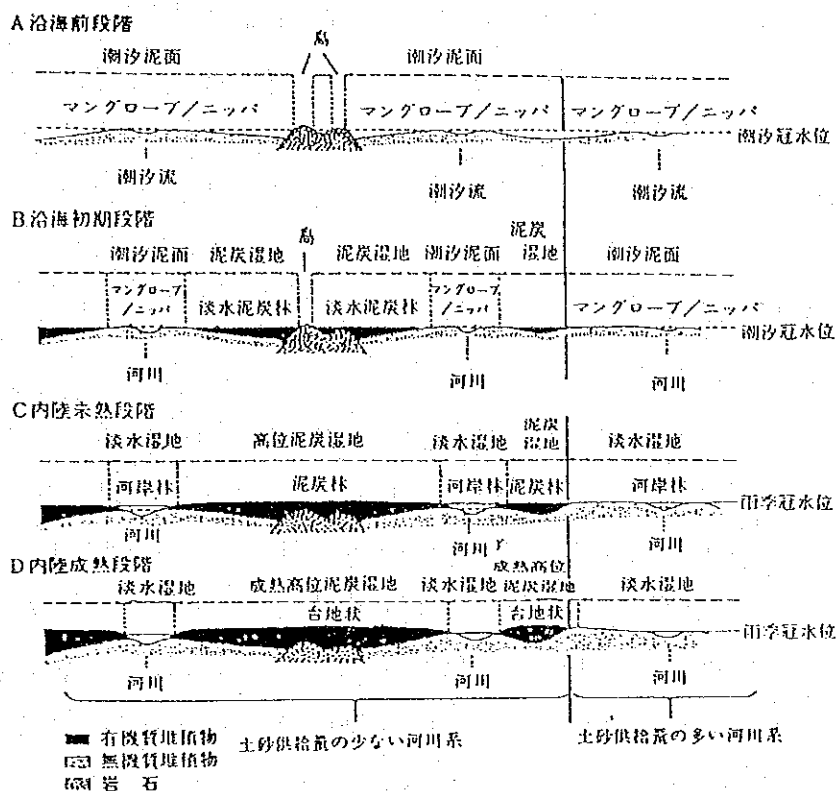 A 沿海前段階
島
潮汐泥面 潮汐泥面
マングローブ/ニッパ マングローブ/ニッパ マングローブ/ニッパ
潮汐冠水位
潮汐流 潮汐流 潮汐流
B 沿海初期段階
島 泥炭湿地
潮汐泥面 泥炭湿地 泥炭湿地 潮汐泥面 潮汐泥面
マングローブ/ニッパ 淡水泥炭林 淡水泥炭林 マングローブ/ニッパ マングローブ/ニッパ
潮汐冠水位
河川 河川 河川
C 内陸未熟段階
淡水湿地 高位泥炭湿地 淡水湿地 泥炭湿地 淡水湿地
河岸林 泥炭林 河岸林 泥炭林 河岸林
雨季冠水位
河川 河川 河川
D 内陸成熟段階
淡水湿地 成熟高位泥炭湿地 淡水湿地 成熟高位泥炭湿地 淡水湿地
台地状 台地状
雨季冠水位
河川 河川 河川
土砂供給量の少ない河川系 土砂供給量の多い河川系
有機質堆積物
無機質堆積物
岩 石